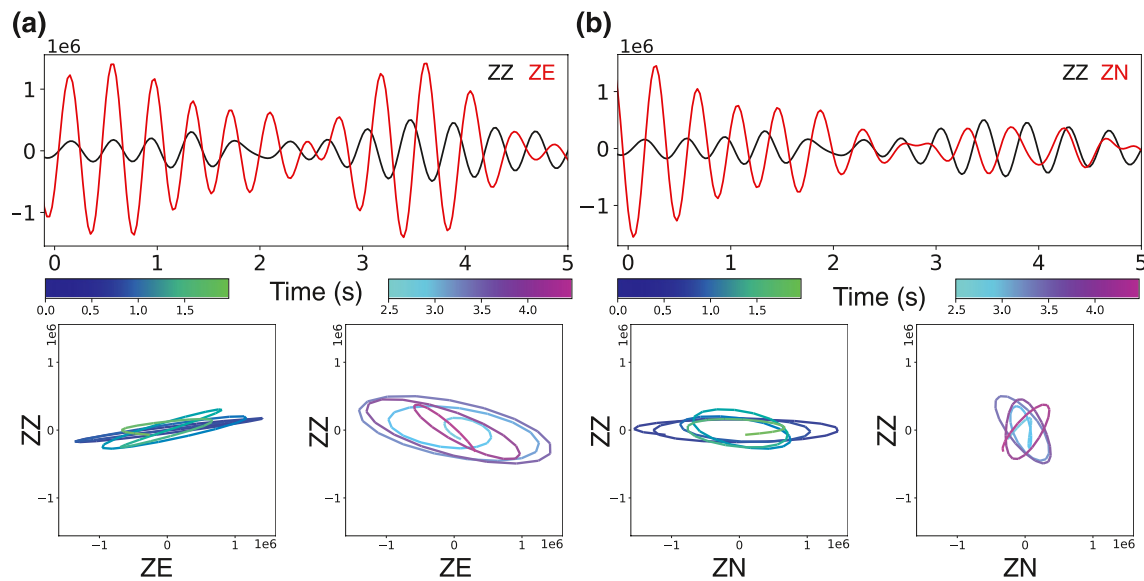 (a) (b)
1e6 1e6
ZZ ZE ZZ ZN
1 1
0 0
−1 −1
0 1 2 3 4 5 0 1 2 3 4 5
Time (s) Time (s)
0.0 0.5 1.0 1.5 2.5 3.0 3.5 4.0 0.0 0.5 1.0 1.5 2.5 3.0 3.5 4.0
1e6 1e6 1e6 1e6
1 1 1 1
ZZ 0 ZZ 0 ZZ 0 ZZ 0
−1 −1 −1 −1
−1 0 1 1e6 −1 0 1 1e6 −1 0 1 1e6 −1 0 1 1e6
ZE ZE ZN ZN